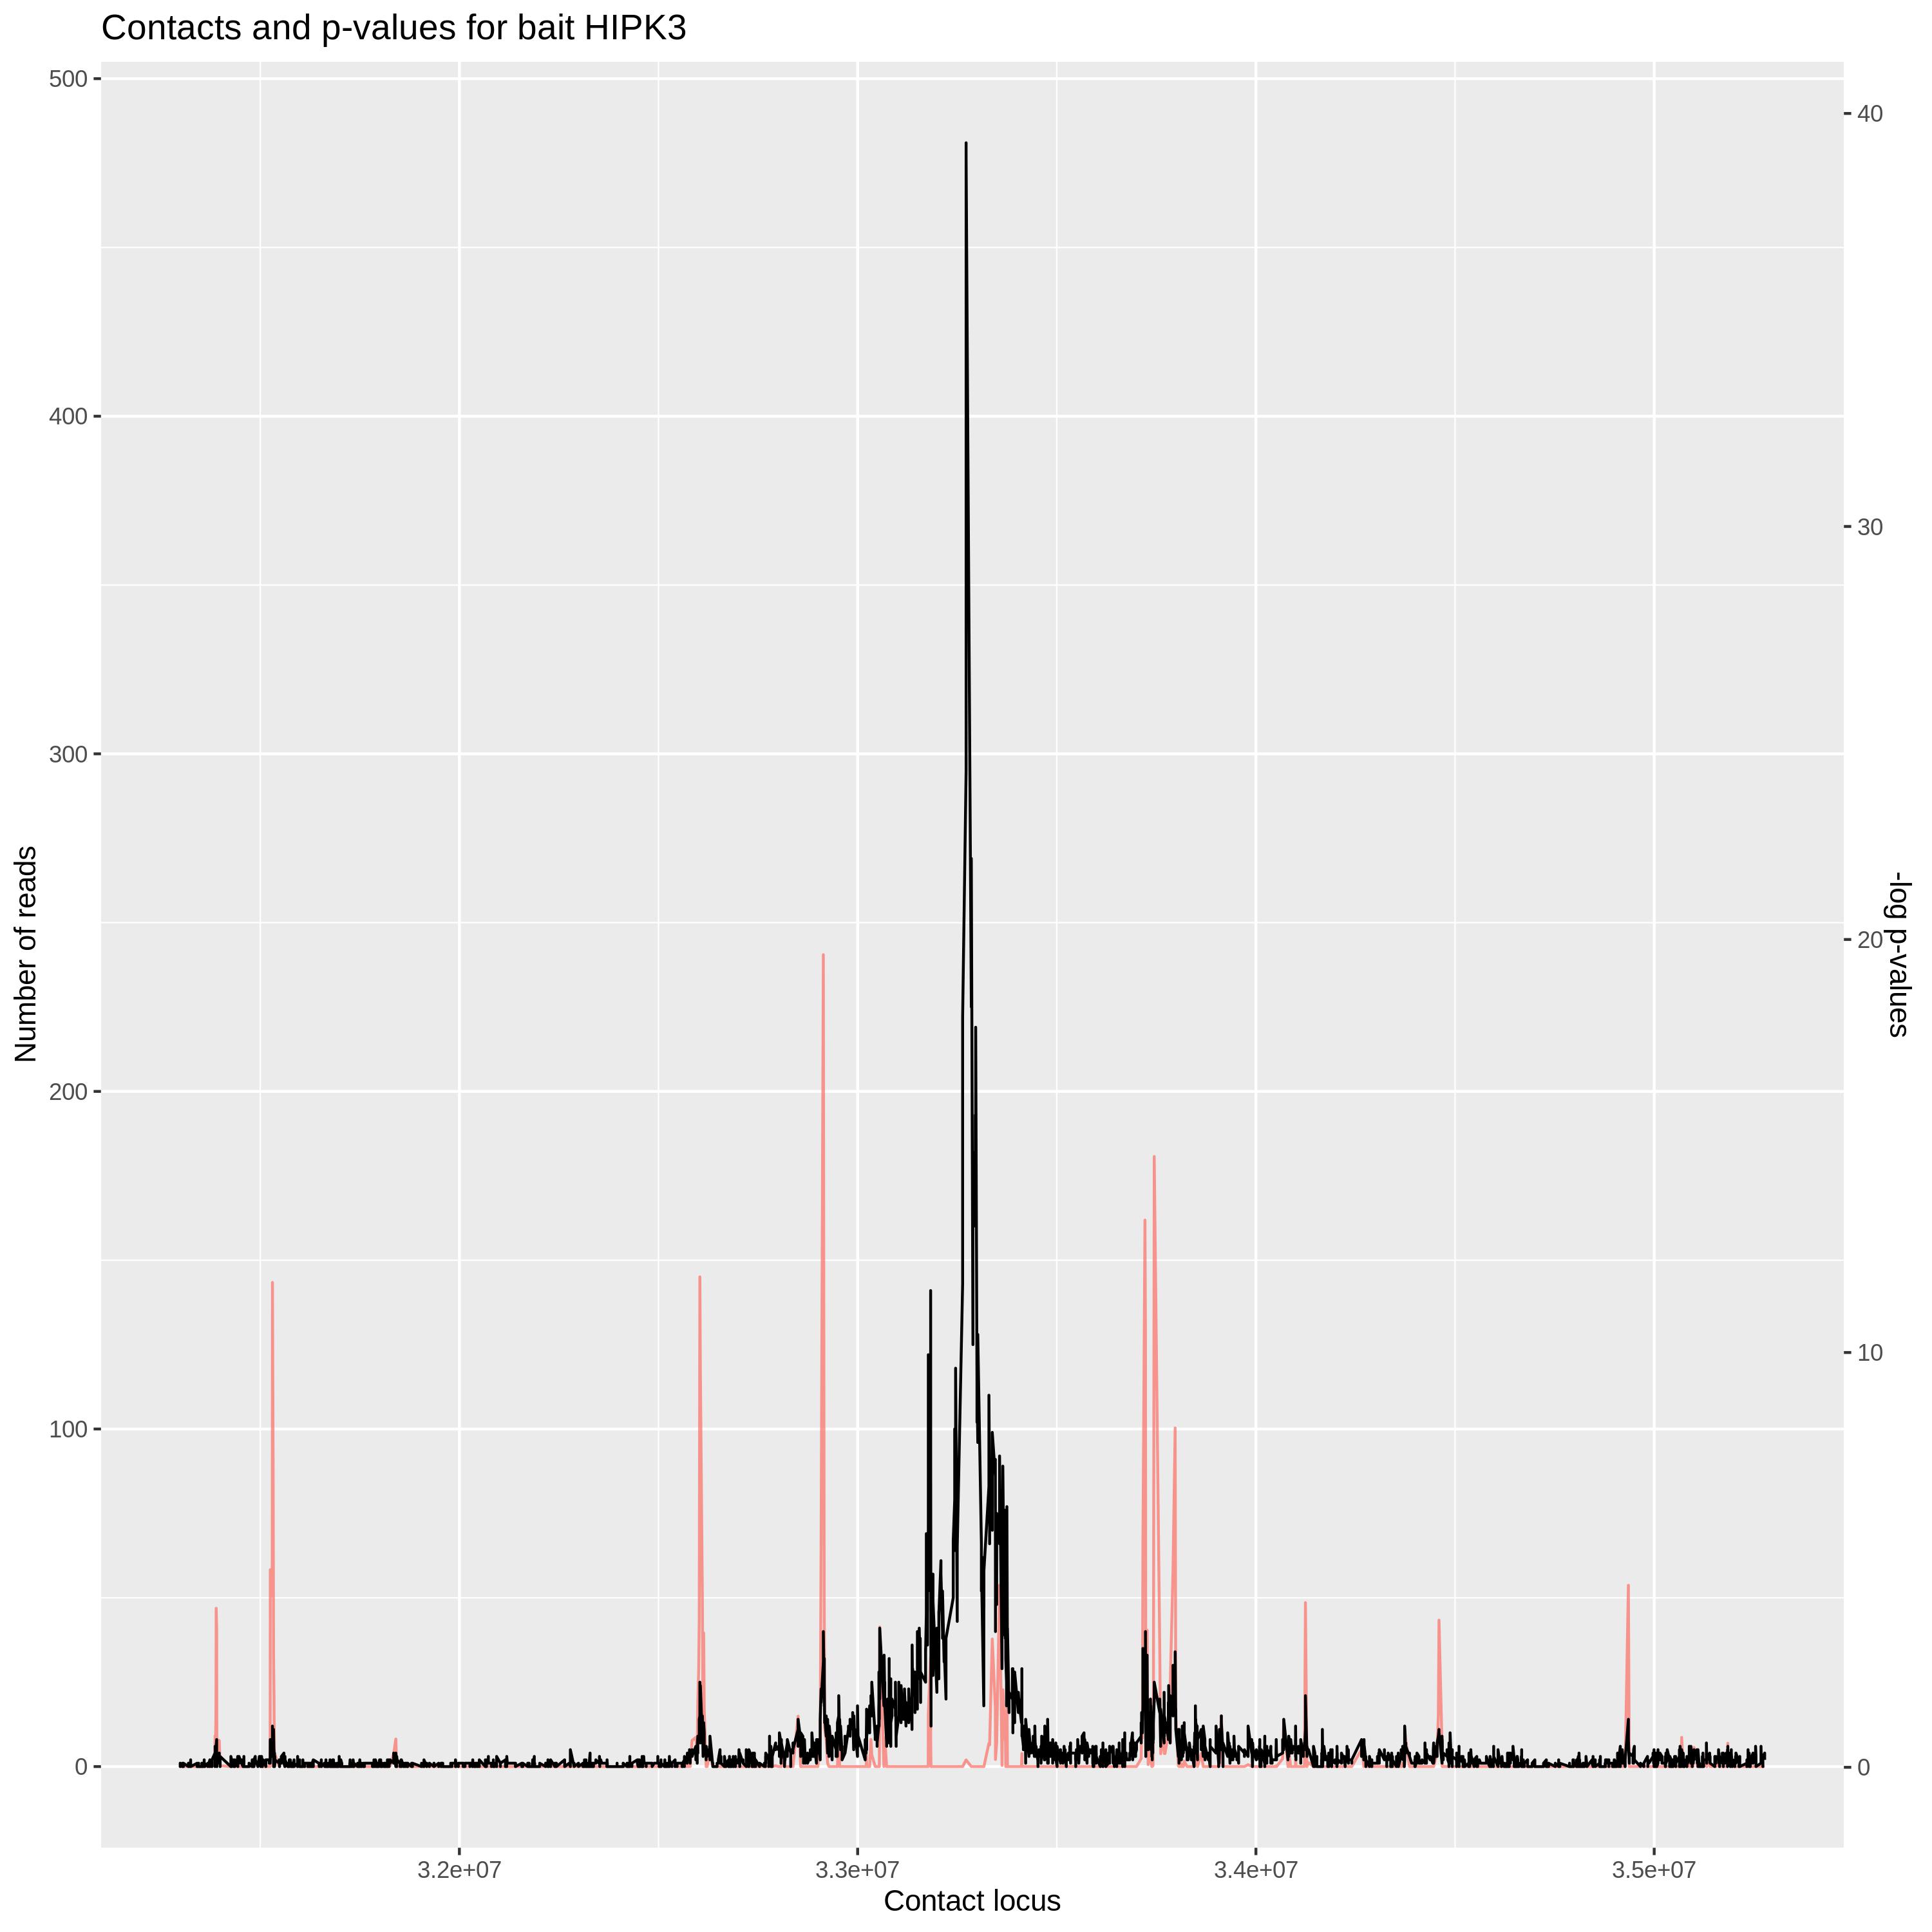 Contacts and p-values for bait HIPK3
500
400
300
200
100
0
Number of reads
40
30
20
10
0
-log p-values
3.2e+07
3.3e+07
3.4e+07
3.5e+07
Contact locus